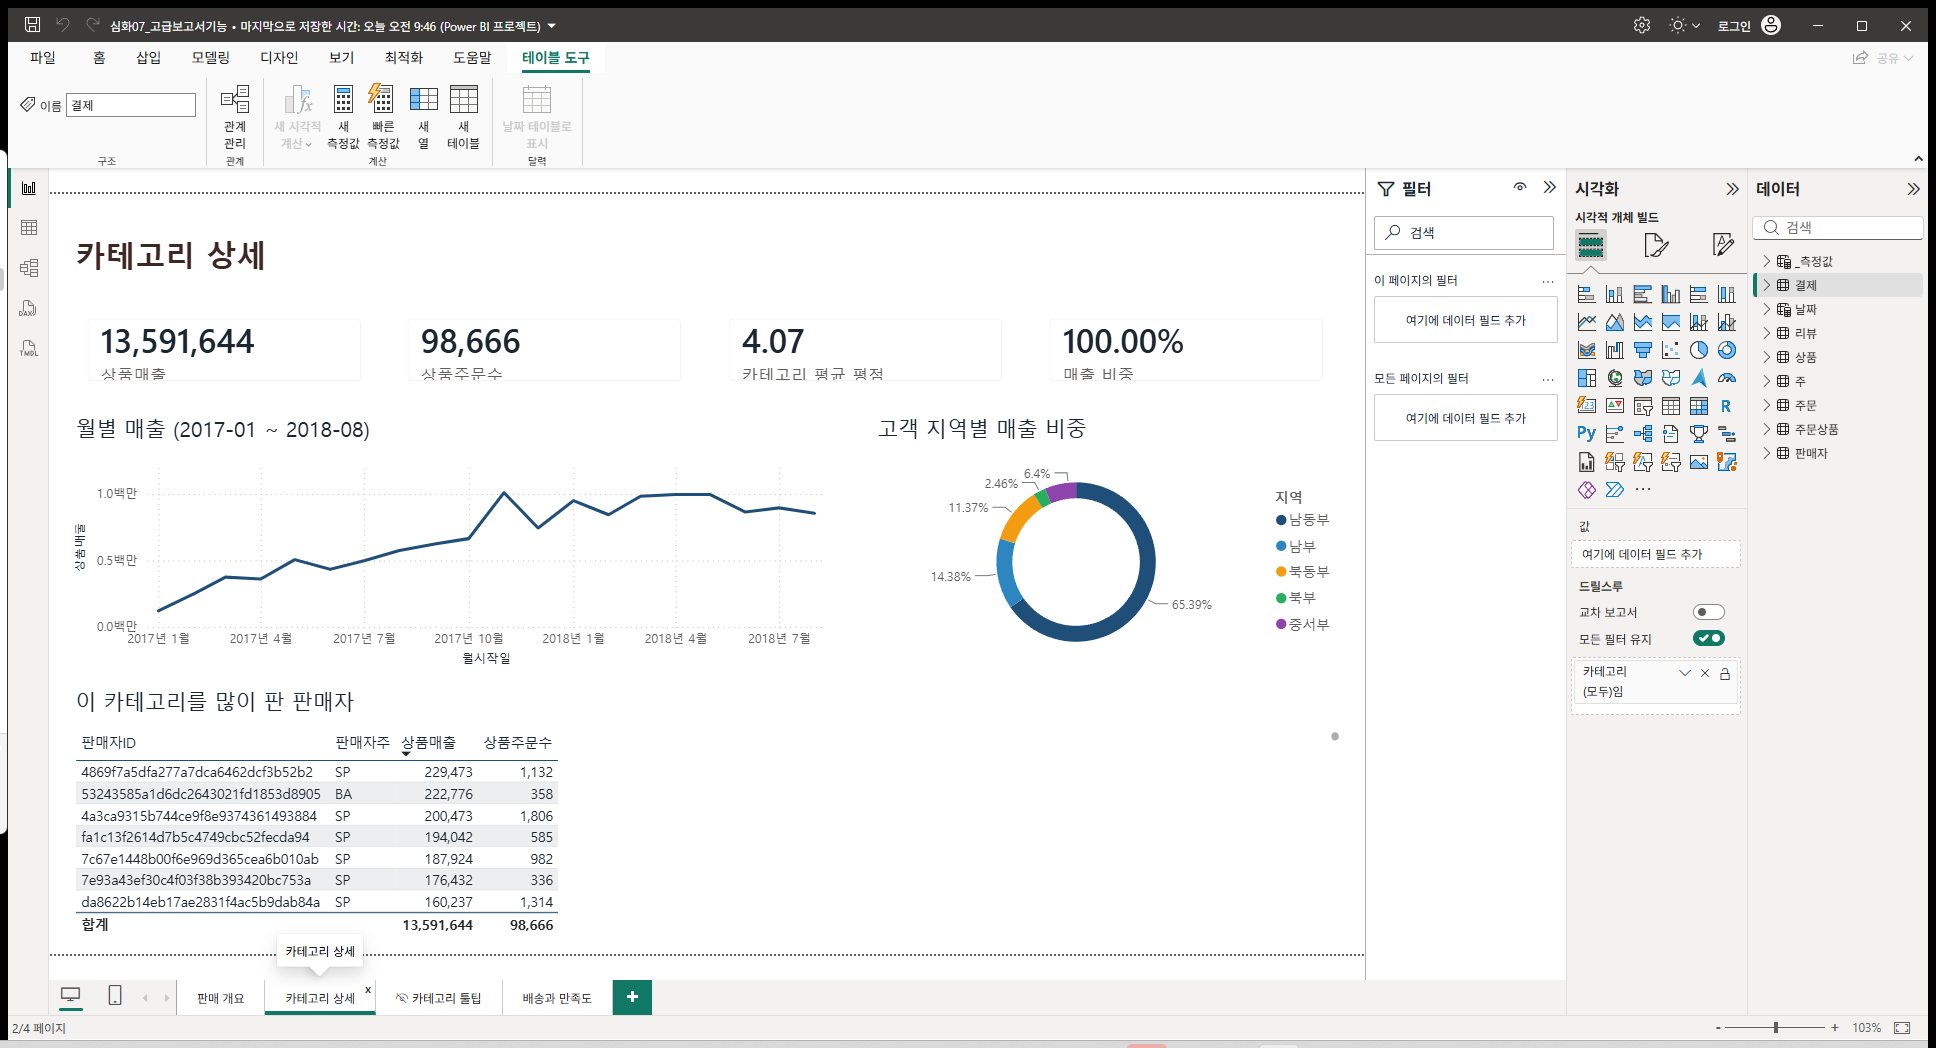 심화07_고급보고서기능 • 마지막으로 저장한 시간: 오늘 오전 9:46 (Power BI 프로젝트)
로그인
파일 홈 삽입 모델링 디자인 보기 최적화 도움말 테이블 도구
공유
이름 결제
관계 관리
새 시각적 계산
새 측정값
빠른 측정값
새 열
새 테이블
날짜 테이블로 표시
구조 관계 계산 달력
DAX
TMDL
카테고리 상세
13,591,644
상품매출
98,666
상품주문수
4.07
카테고리 평균 평점
100.00%
매출 비중
월별 매출 (2017-01 ~ 2018-08)
상품매출
1.0백만
0.5백만
0.0백만
2017년 1월 2017년 4월 2017년 7월 2017년 10월 2018년 1월 2018년 4월 2018년 7월
월시작일
고객 지역별 매출 비중
6.4%
2.46%
11.37%
14.38%
65.39%
지역
남동부
남부
북동부
북부
중서부
이 카테고리를 많이 판 판매자
판매자ID 판매자주 상품매출 상품주문수
4869f7a5dfa277a7dca6462dcf3b52b2 SP 229,473 1,132
53243585a1d6dc2643021fd1853d8905 BA 222,776 358
4a3ca9315b744ce9f8e9374361493884 SP 200,473 1,806
fa1c13f2614d7b5c4749cbc52fecda94 SP 194,042 585
7c67e1448b00f6e969d365cea6b010ab SP 187,924 982
7e93a43ef30c4f03f38b393420bc753a SP 176,432 336
da8622b14eb17ae2831f4ac5b9dab84a SP 160,237 1,314
합계 13,591,644 98,666
카테고리 상세
판매 개요 카테고리 상세 x 카테고리 툴팁 배송과 만족도 +
2/4 페이지
- + 103%
필터
검색
이 페이지의 필터 ...
여기에 데이터 필드 추가
모든 페이지의 필터 ...
여기에 데이터 필드 추가
시각화
시각적 개체 빌드
123
R
Py
...
값
여기에 데이터 필드 추가
드릴스루
교차 보고서
모든 필터 유지
카테고리
(모두)임
데이터
검색
_측정값
결제
날짜
리뷰
상품
주
주문
주문상품
판매자